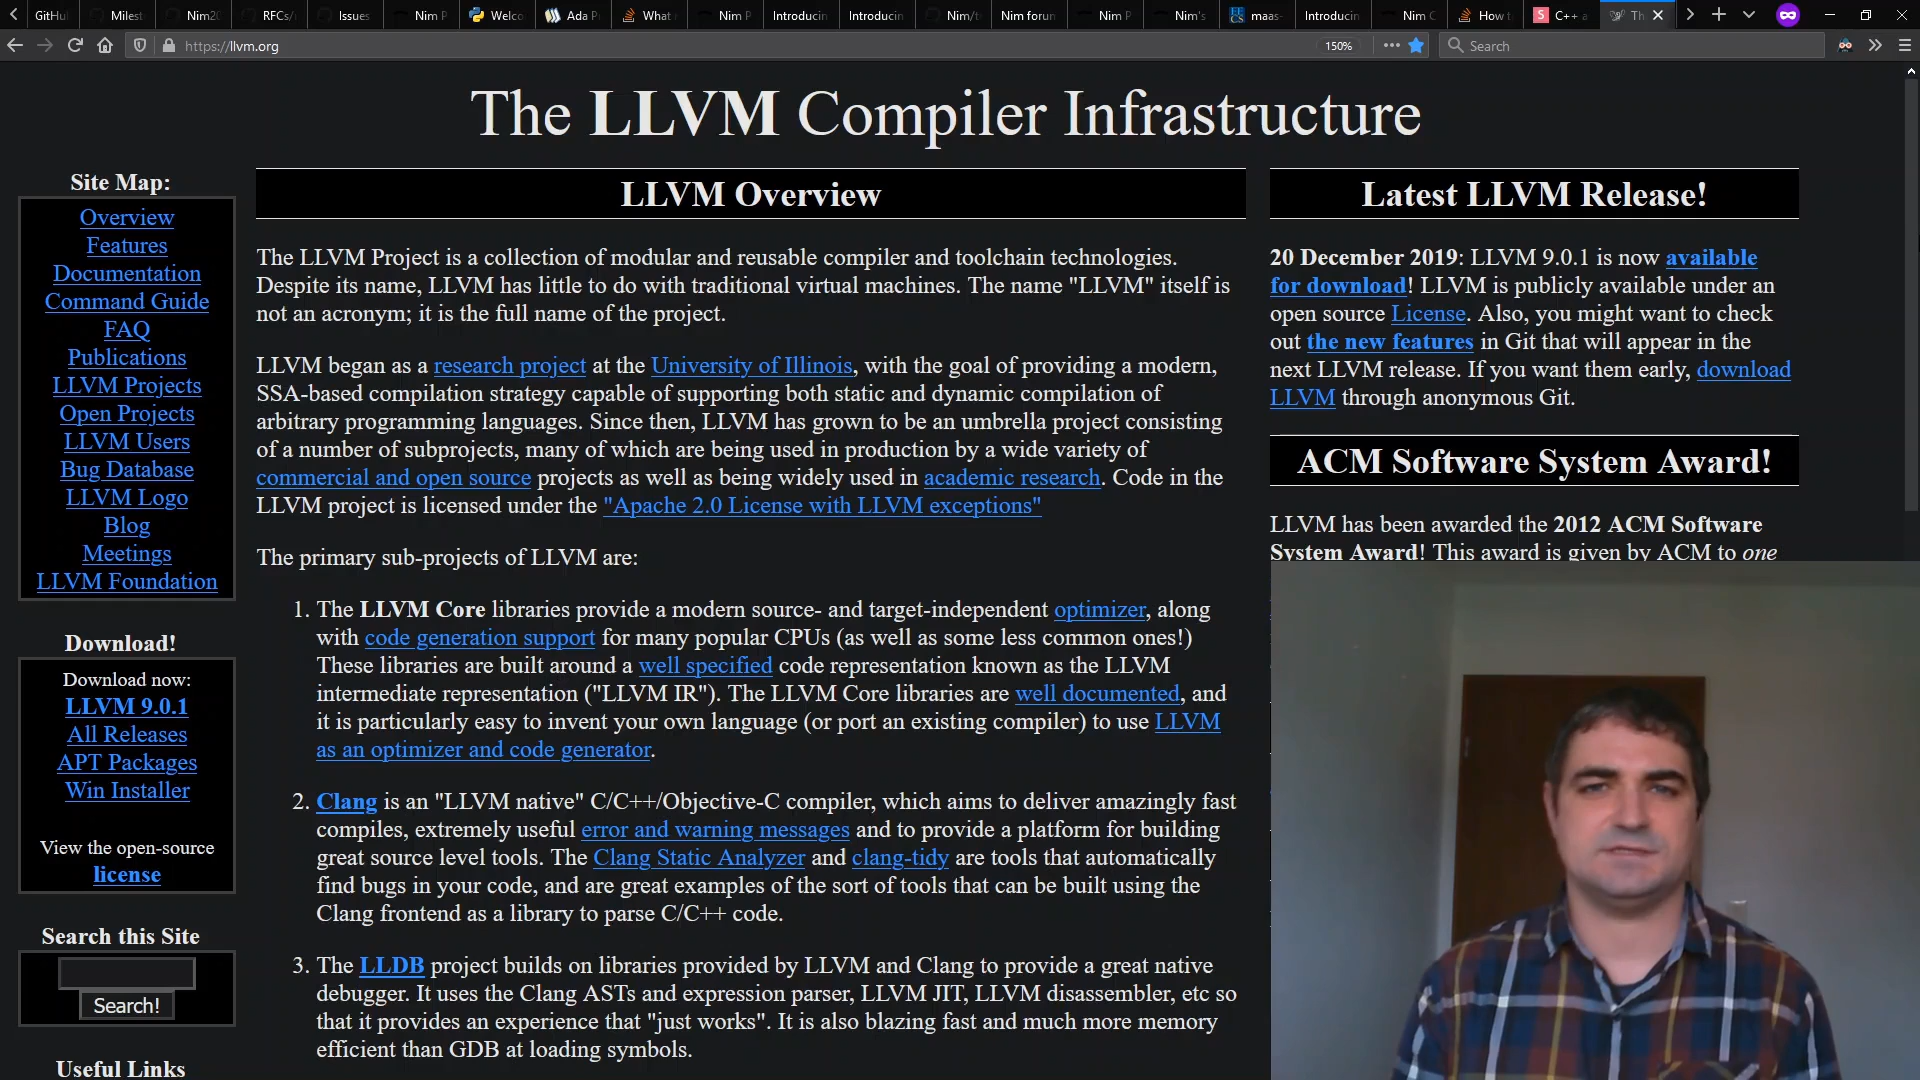 GitHu
Milest
Nim20
RFCs/
Issues
Nim P
Welco
Ada P
What
Nim P
Introducin
Introducin
Nim/t
Nim forun
Nim P
Nim's
maas-
Introducin
Nim C
How t
C++ a
Th
https://llvm.org
150%
Search
The LLVM Compiler Infrastructure
Site Map:
Overview
Features
Documentation
Command Guide
FAQ
Publications
LLVM Projects
Open Projects
LLVM Users
Bug Database
LLVM Logo
Blog
Meetings
LLVM Foundation
Download!
Download now:
LLVM 9.0.1
All Releases
APT Packages
Win Installer
View the open-source
license
Search this Site
Search!
Useful Links
LLVM Overview
The LLVM Project is a collection of modular and reusable compiler and toolchain technologies.
Despite its name, LLVM has little to do with traditional virtual machines. The name "LLVM" itself is
not an acronym; it is the full name of the project.
LLVM began as a research project at the University of Illinois, with the goal of providing a modern,
SSA-based compilation strategy capable of supporting both static and dynamic compilation of
arbitrary programming languages. Since then, LLVM has grown to be an umbrella project consisting
of a number of subprojects, many of which are being used in production by a wide variety of
commercial and open source projects as well as being widely used in academic research. Code in the
LLVM project is licensed under the "Apache 2.0 License with LLVM exceptions"
The primary sub-projects of LLVM are:
1. The LLVM Core libraries provide a modern source- and target-independent optimizer, along
with code generation support for many popular CPUs (as well as some less common ones!)
These libraries are built around a well specified code representation known as the LLVM
intermediate representation ("LLVM IR"). The LLVM Core libraries are well documented, and
it is particularly easy to invent your own language (or port an existing compiler) to use LLVM
as an optimizer and code generator.
2. Clang is an "LLVM native" C/C++/Objective-C compiler, which aims to deliver amazingly fast
compiles, extremely useful error and warning messages and to provide a platform for building
great source level tools. The Clang Static Analyzer and clang-tidy are tools that automatically
find bugs in your code, and are great examples of the sort of tools that can be built using the
Clang frontend as a library to parse C/C++ code.
3. The LLDB project builds on libraries provided by LLVM and Clang to provide a great native
debugger. It uses the Clang ASTs and expression parser, LLVM JIT, LLVM disassembler, etc so
that it provides an experience that "just works". It is also blazing fast and much more memory
efficient than GDB at loading symbols.
Latest LLVM Release!
20 December 2019: LLVM 9.0.1 is now available
for download! LLVM is publicly available under an
open source License. Also, you might want to check
out the new features in Git that will appear in the
next LLVM release. If you want them early, download
LLVM through anonymous Git.
ACM Software System Award!
LLVM has been awarded the 2012 ACM Software
System Award! This award is given by ACM to one